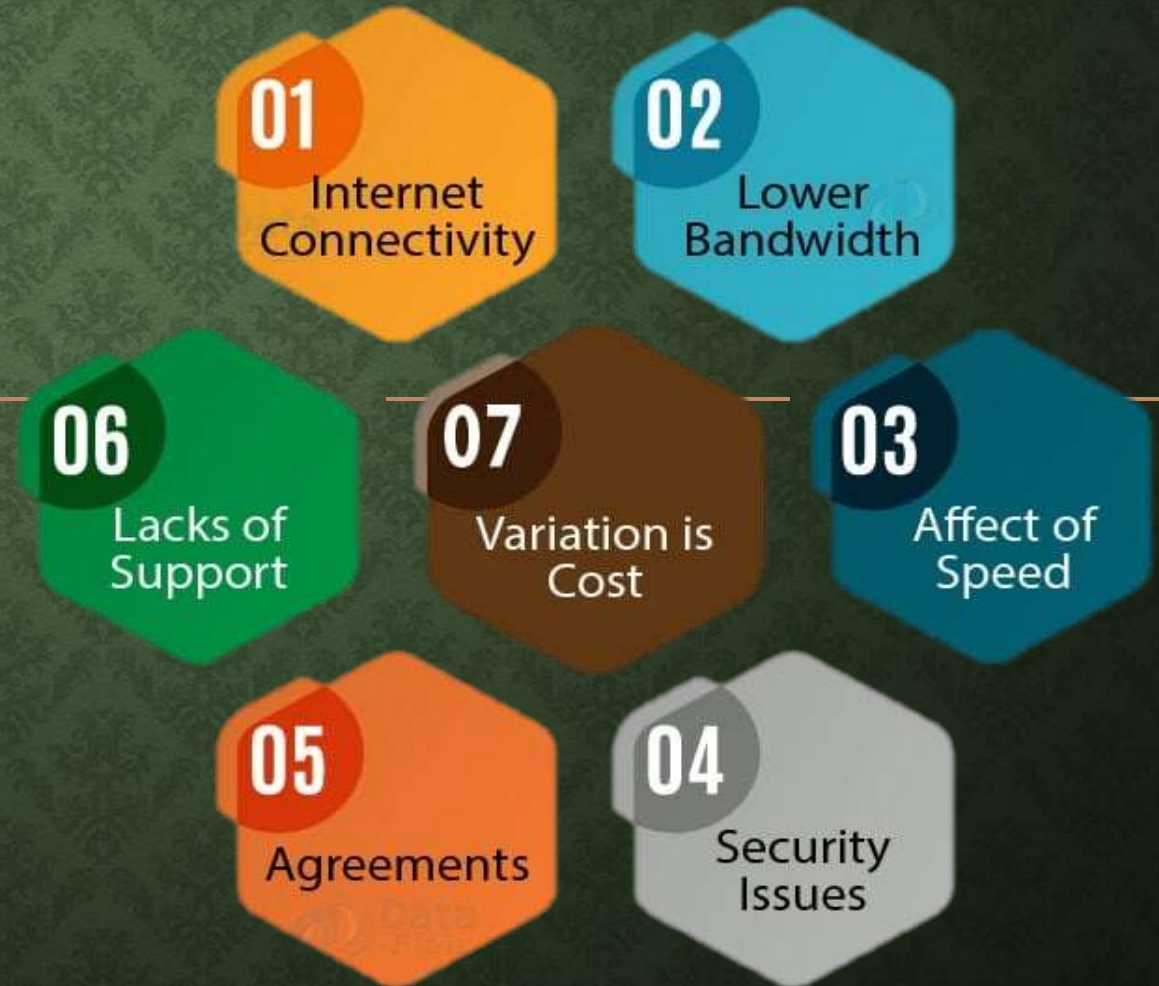 01
Internet
Connectivity
02
Lower
Bandwidth
06
Lacks of
Support
07
Variation is
Cost
03
Affect of
Speed
05
Agreements
Data
04
Security
Issues